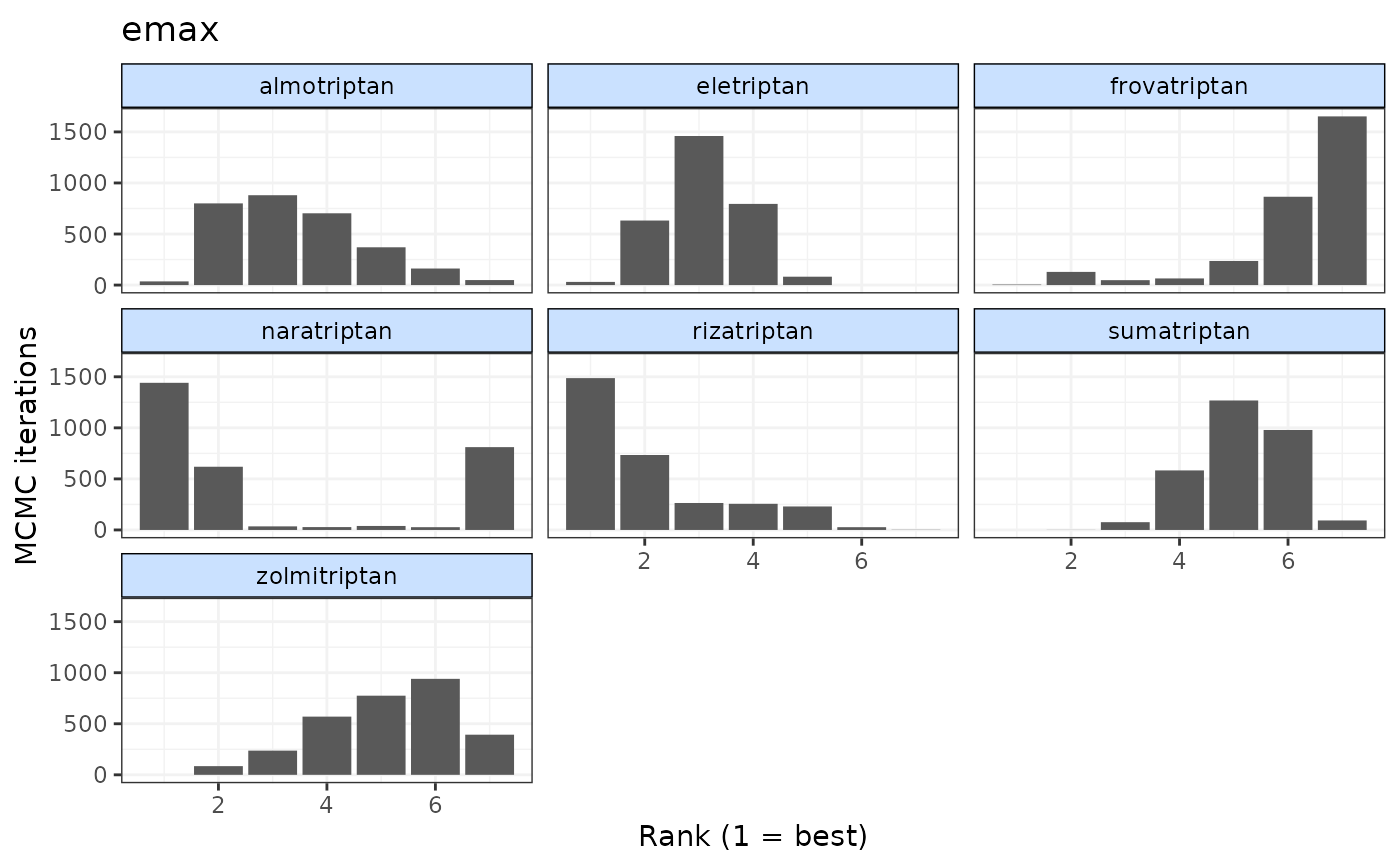 emax
almotriptan eletriptan frovatriptan
1500
1000
500
0
naratriptan rizatriptan sumatriptan
1500
1000
500
0
2 4 6 2 4 6
zolmitriptan
1500
1000
500
0
2 4 6
MCMC iterations
Rank (1 = best)